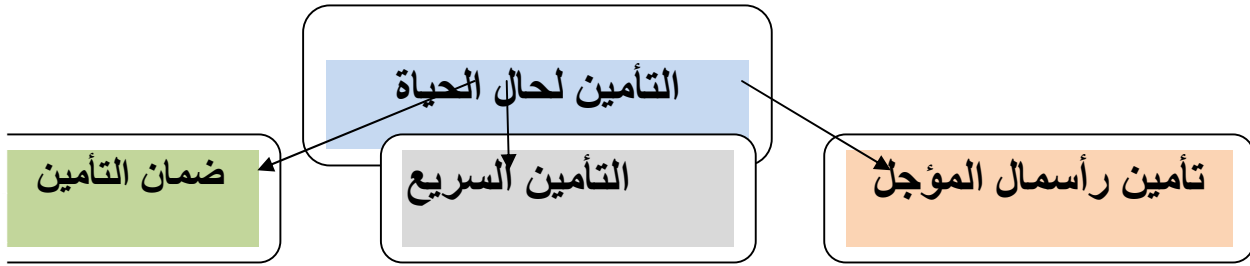 التأمين لحال الحياة
تأمين رأسمال المؤجل
التأمين السريع
ضمان التأمين